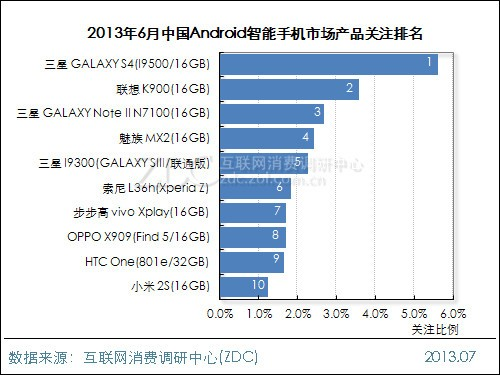 2013年6月中国Android智能手机市场产品关注排名
三星 GALAXY S4(I9500/16GB)
1
联想 K900(16GB)
2
三星 GALAXY Note II N7100(16GB)
3
魅族 MX2(16GB)
4
三星 I9300(GALAXY SIII/联通版)
5
索尼 L36h(Xperia Z)
6
步步高 vivo Xplay(16GB)
7
OPPO X909(Find 5/16GB)
8
HTC One(801e/32GB)
9
小米 2S(16GB)
10
ZDC 互联网消费调研中心
zdc.zol.com.cn
0.0% 1.0% 2.0% 3.0% 4.0% 5.0% 6.0%
关注比例
数据来源：互联网消费调研中心(ZDC) 2013.07